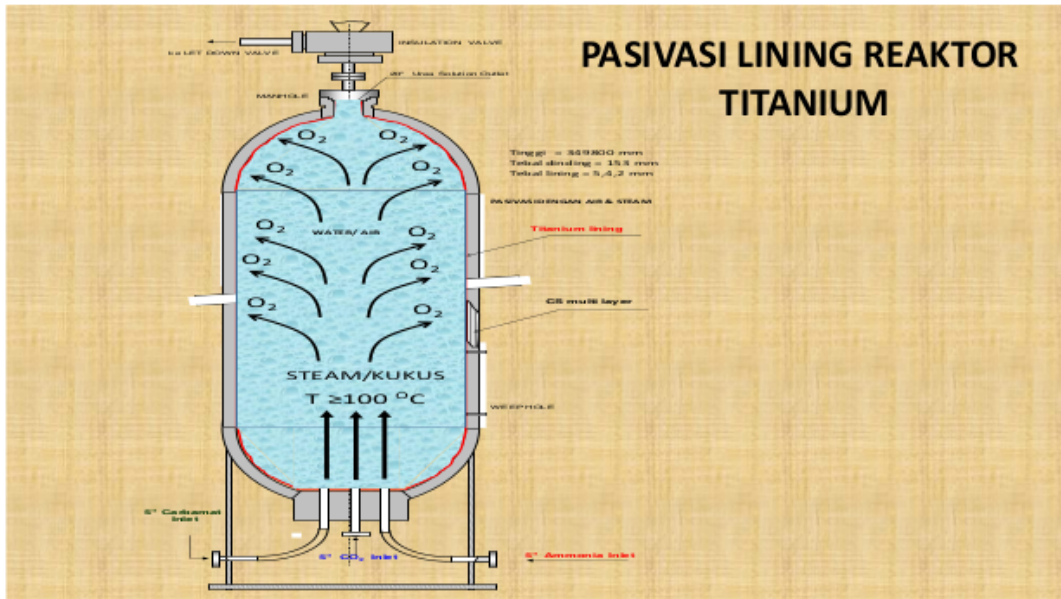 PASIVASI LINING REAKTOR
TITANIUM
INSULATION VALVE
to LET DOWN VALVE
Urea Solution Outlet
MANHOLE
Tinggi = 349800 mm
Tebal dinding = 153 mm
Tebal lining = 5,4,2 mm
PASIVASI DENGAN AIR & STEAM
Titanium lining
CS multi layer
WEEPHOLE
O2 O2
O2 O2
WATER/ AIR
O2 O2
O2 O2
O2 O2
STEAM/KUKUS
T ≥100 °C
5" Carbamat
Inlet
5" CO2 Inlet
5" Ammonia Inlet